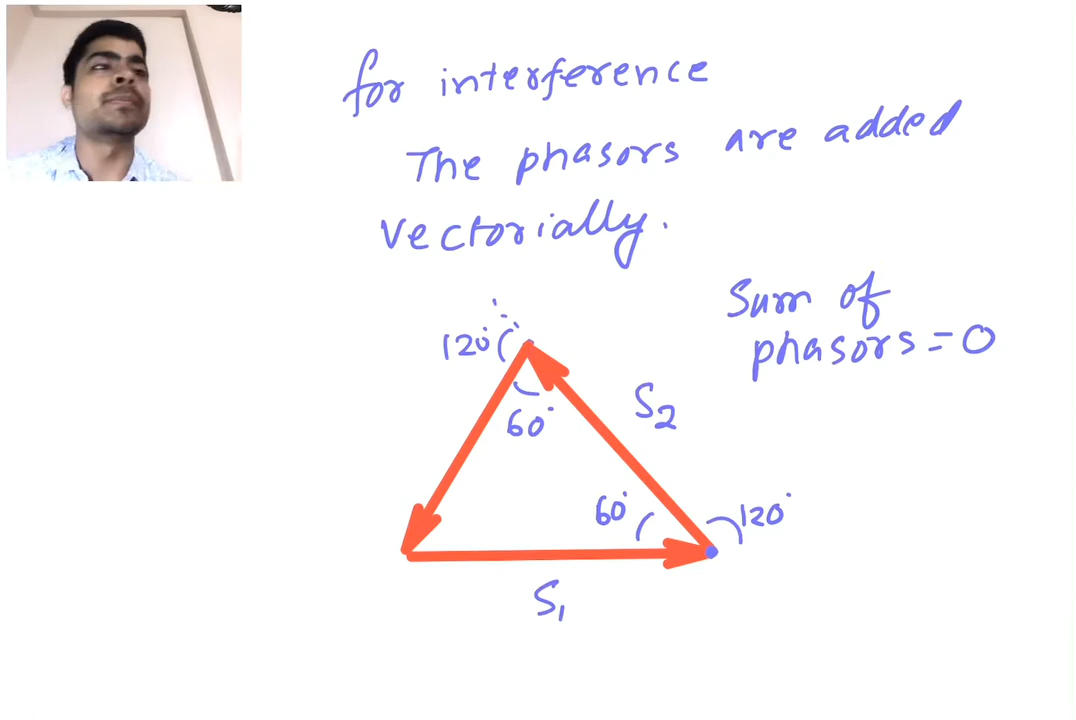 for interference
The phasors are added
vectorially.
Sum of
phasors = 0
120°
60°
S2
60°
120°
S1